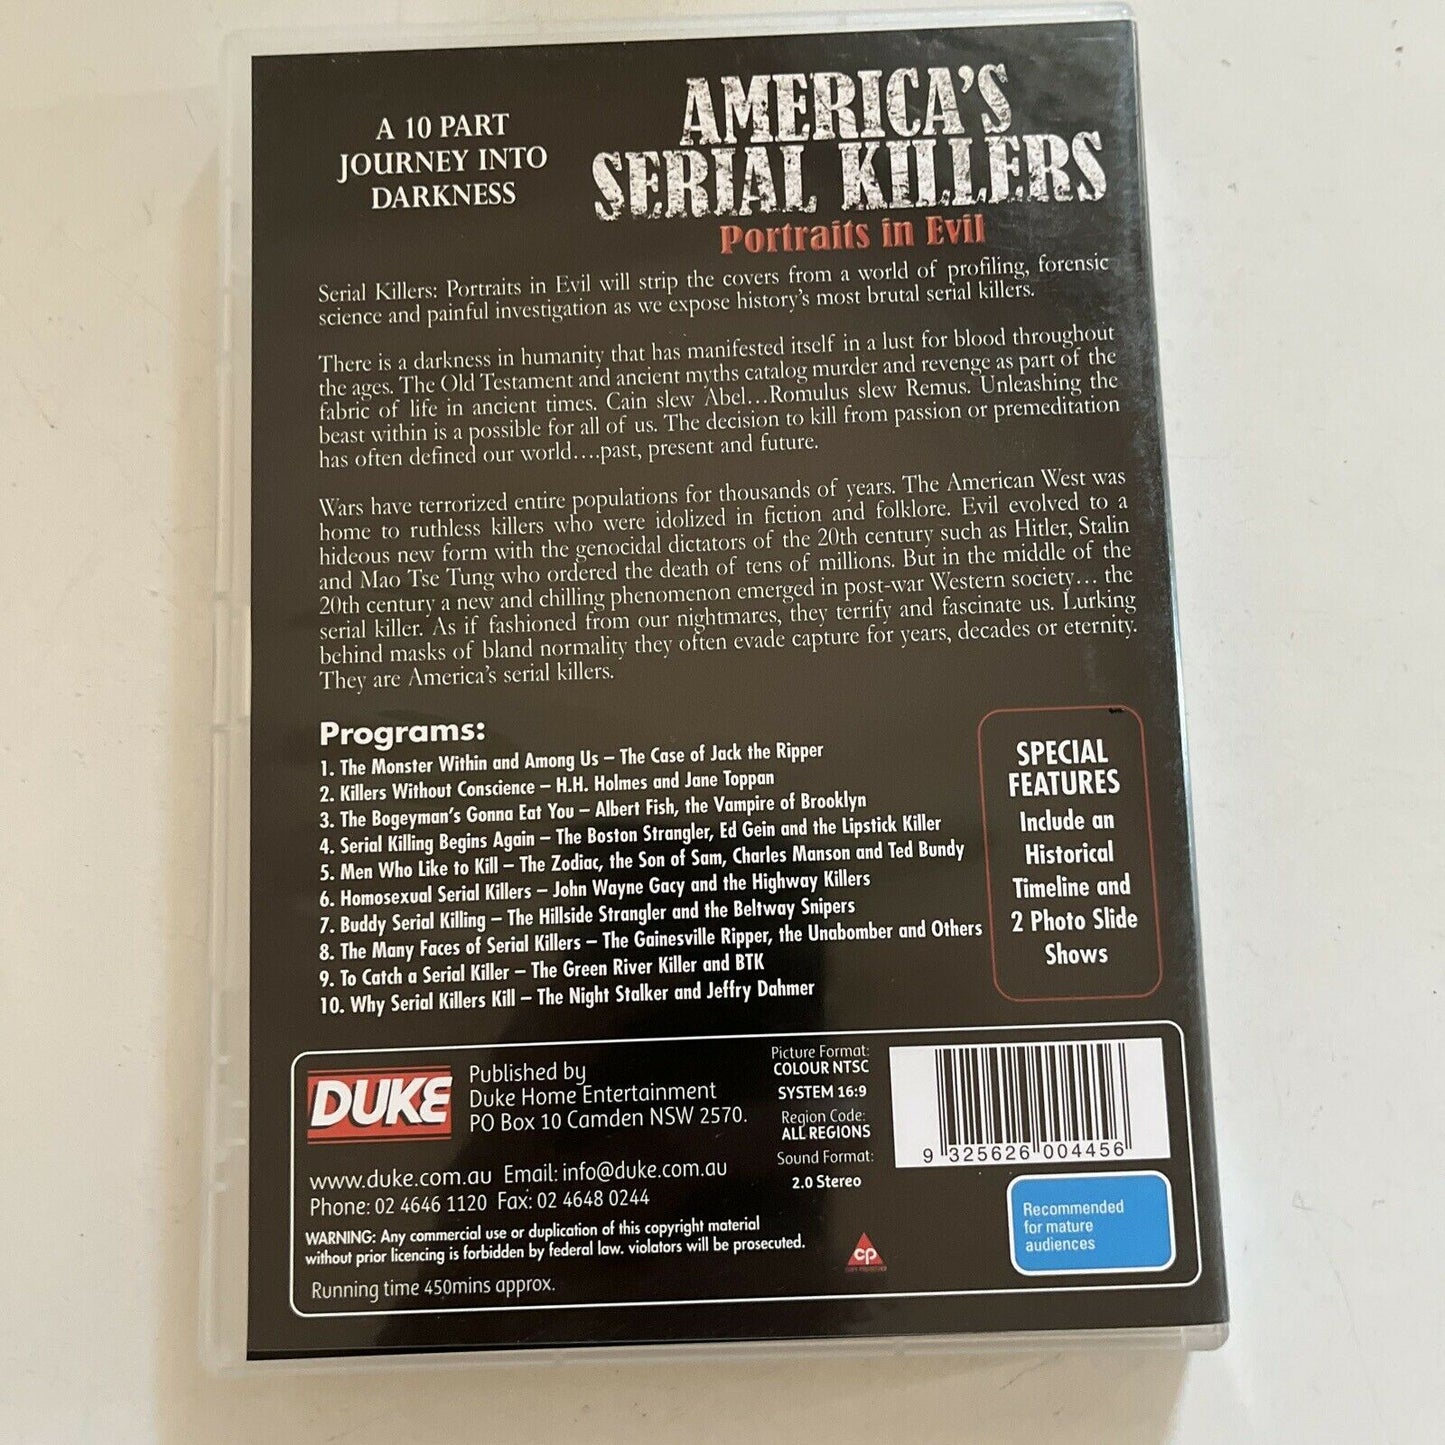 A 10 PART
JOURNEY INTO
DARKNESS
AMERICA'S
SERIAL KILLERS
Portraits in Evil
Serial Killers: Portraits in Evil will strip the covers from a world of profiling, forensic
science and painful investigation as we expose history's most brutal serial killers.
There is a darkness in humanity that has manifested itself in a lust for blood throughout
the ages. The Old Testament and ancient myths catalog murder and revenge as part of the
fabric of life in ancient times. Cain slew Abel…Romulus slew Remus. Unleashing the
beast within is a possible for all of us. The decision to kill from passion or premeditation
has often defined our world….past, present and future.
Wars have terrorized entire populations for thousands of years. The American West was
home to ruthless killers who were idolized in fiction and folklore. Evil evolved to a
hideous new form with the genocidal dictators of the 20th century such as Hitler, Stalin
and Mao Tse Tung who ordered the death of tens of millions. But in the middle of the
20th century a new and chilling phenomenon emerged in post-war Western society… the
serial killer. As if fashioned from our nightmares, they terrify and fascinate us. Lurking
behind masks of bland normality they often evade capture for years, decades or eternity.
They are America's serial killers.
Programs:
1. The Monster Within and Among Us – The Case of Jack the Ripper
2. Killers Without Conscience – H.H. Holmes and Jane Toppan
3. The Bogeyman's Gonna Eat You – Albert Fish, the Vampire of Brooklyn
4. Serial Killing Begins Again – The Boston Strangler, Ed Gein and the Lipstick Killer
5. Men Who Like to Kill – The Zodiac, the Son of Sam, Charles Manson and Ted Bundy
6. Homosexual Serial Killers – John Wayne Gacy and the Highway Killers
7. Buddy Serial Killing – The Hillside Strangler and the Beltway Snipers
8. The Many Faces of Serial Killers – The Gainesville Ripper, the Unabomber and Others
9. To Catch a Serial Killer – The Green River Killer and BTK
10. Why Serial Killers Kill – The Night Stalker and Jeffry Dahmer
SPECIAL
FEATURES
Include an
Historical
Timeline and
2 Photo Slide
Shows
DUKE
Published by
Duke Home Entertainment
PO Box 10 Camden NSW 2570.
www.duke.com.au Email: info@duke.com.au
Phone: 02 4646 1120 Fax: 02 4648 0244
WARNING: Any commercial use or duplication of this copyright material
without prior licencing is forbidden by federal law. violators will be prosecuted.
Running time 450mins approx.
Picture Format:
COLOUR NTSC
SYSTEM 16:9
Region Code:
ALL REGIONS
Sound Format:
2.0 Stereo
9 325626 004456
cp
Recommended
for mature
audiences